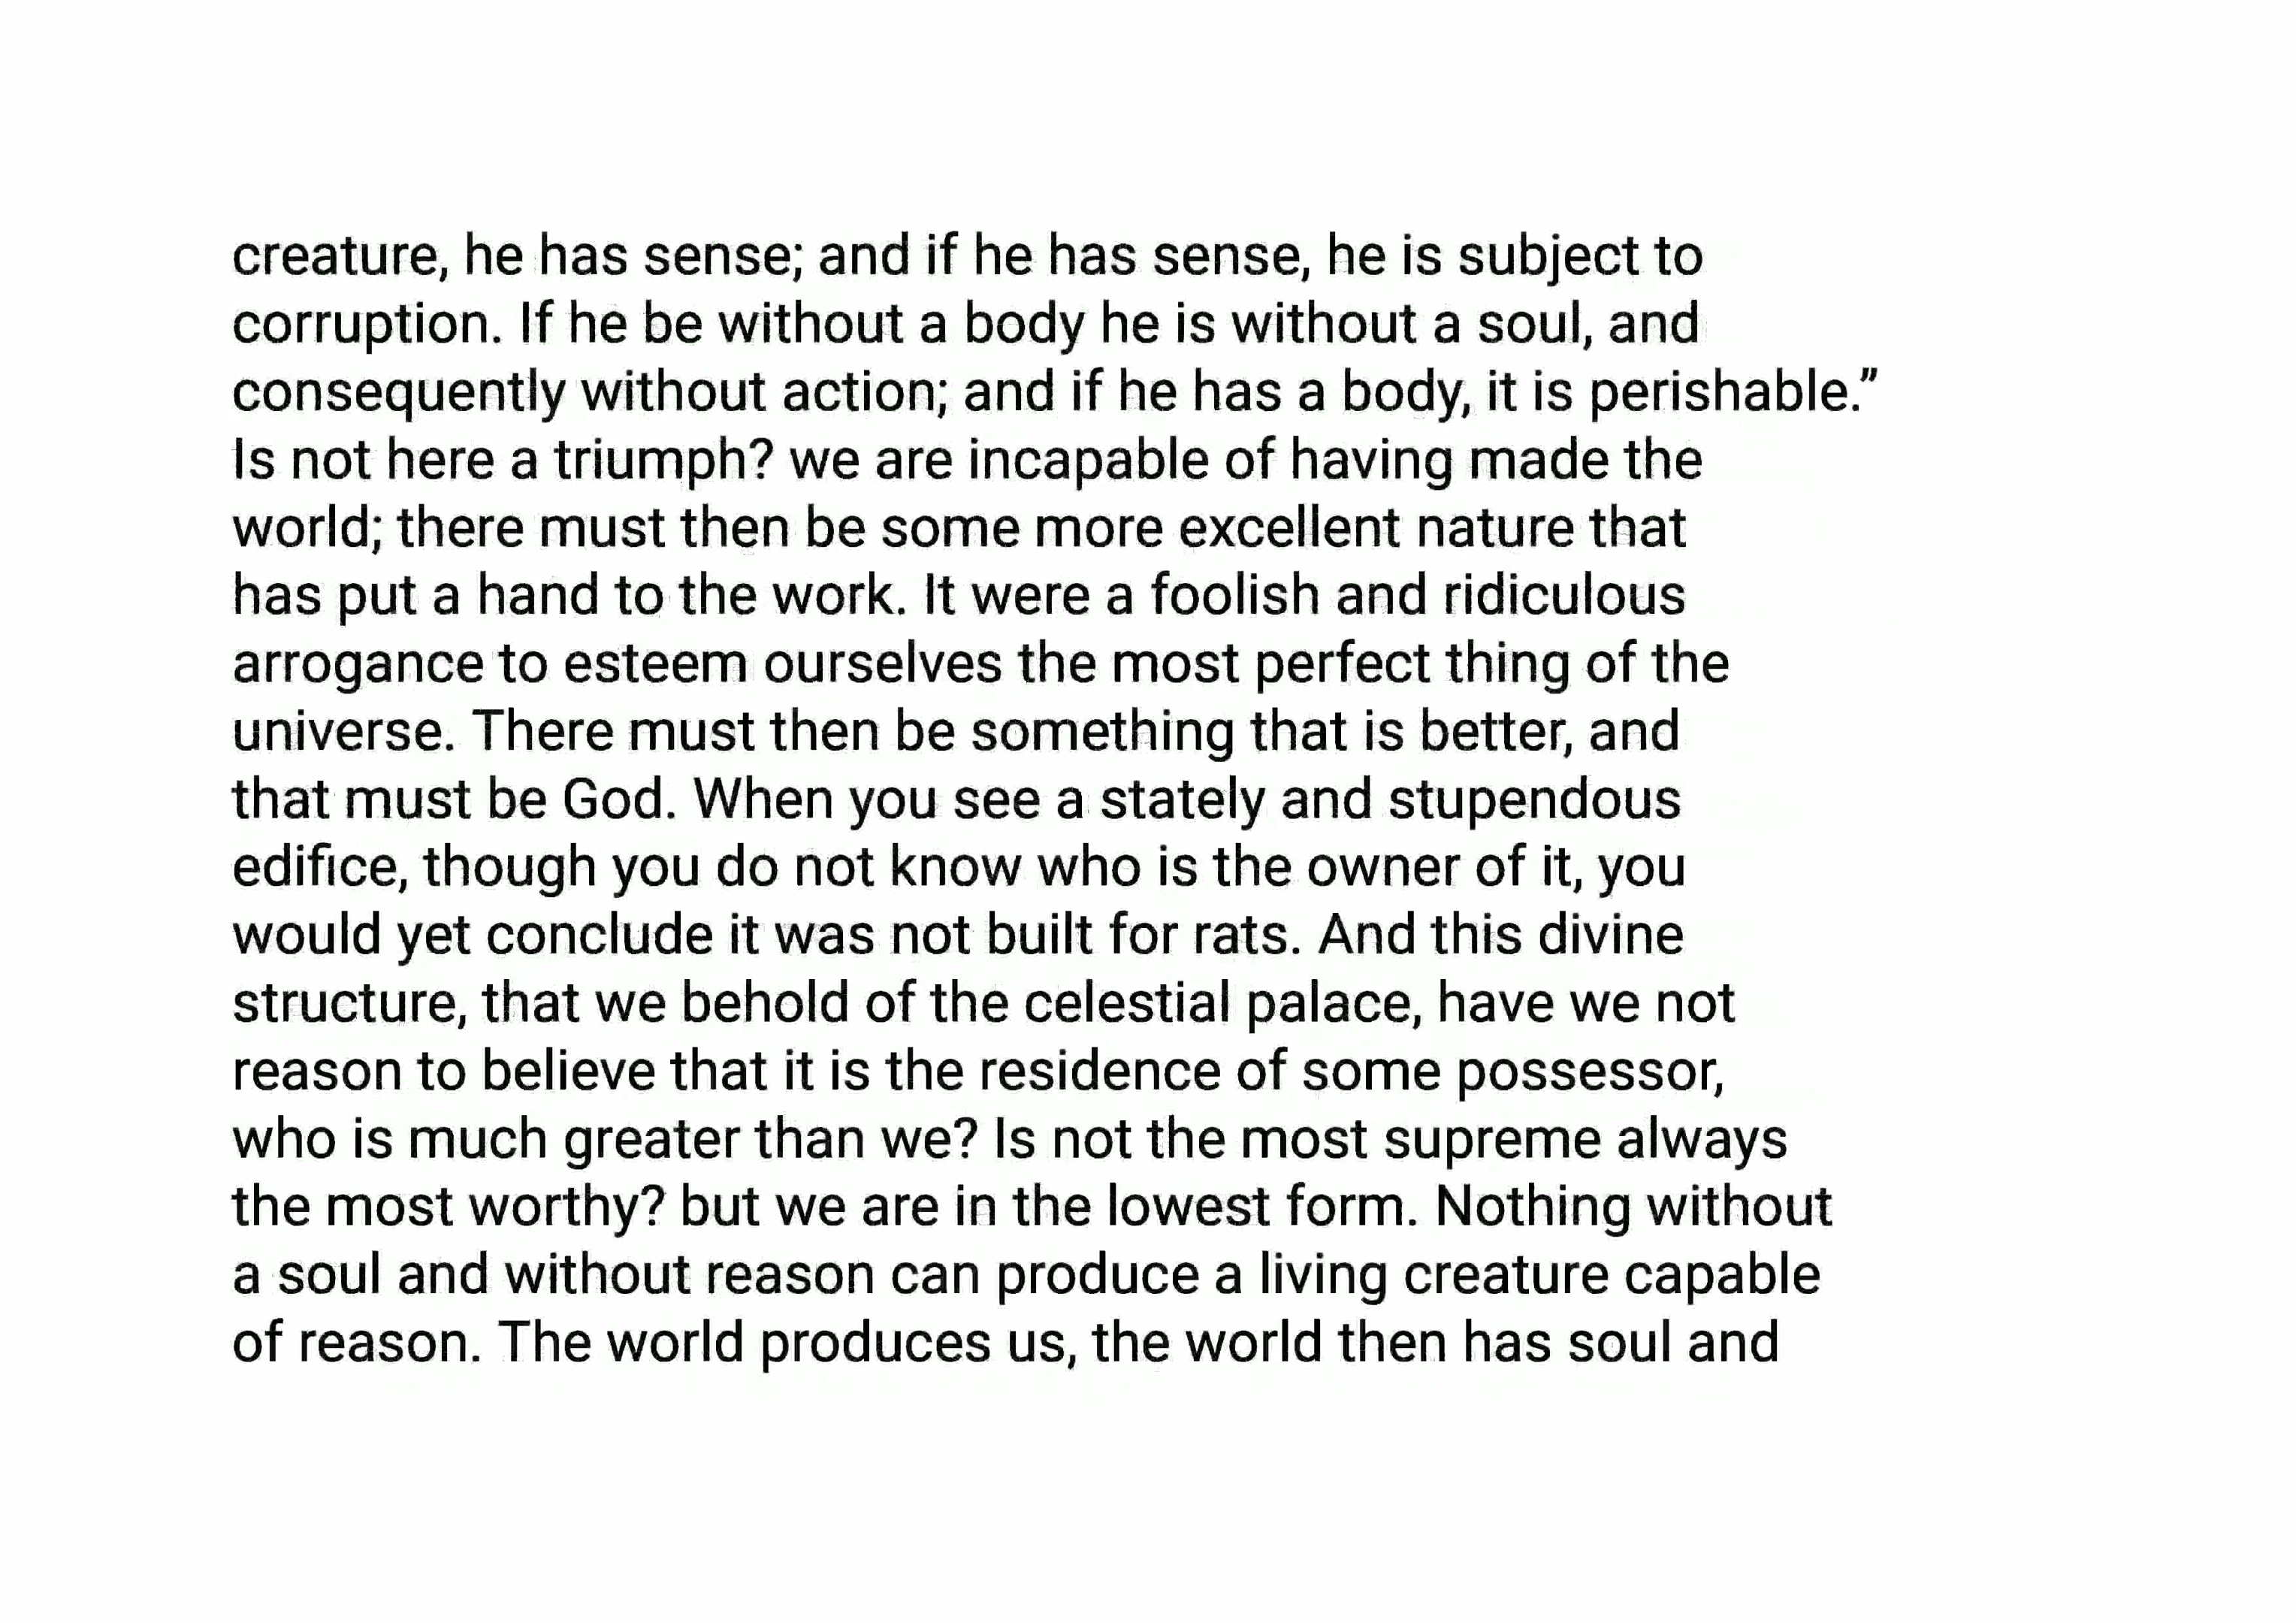 creature, he has sense; and if he has sense, he is subject to
corruption. If he be without a body he is without a soul, and
consequently without action; and if he has a body, it is perishable.”
Is not here a triumph? we are incapable of having made the
world; there must then be some more excellent nature that
has put a hand to the work. It were a foolish and ridiculous
arrogance to esteem ourselves the most perfect thing of the
universe. There must then be something that is better, and
that must be God. When you see a stately and stupendous
edifice, though you do not know who is the owner of it, you
would yet conclude it was not built for rats. And this divine
structure, that we behold of the celestial palace, have we not
reason to believe that it is the residence of some possessor,
who is much greater than we? Is not the most supreme always
the most worthy? but we are in the lowest form. Nothing without
a soul and without reason can produce a living creature capable
of reason. The world produces us, the world then has soul and